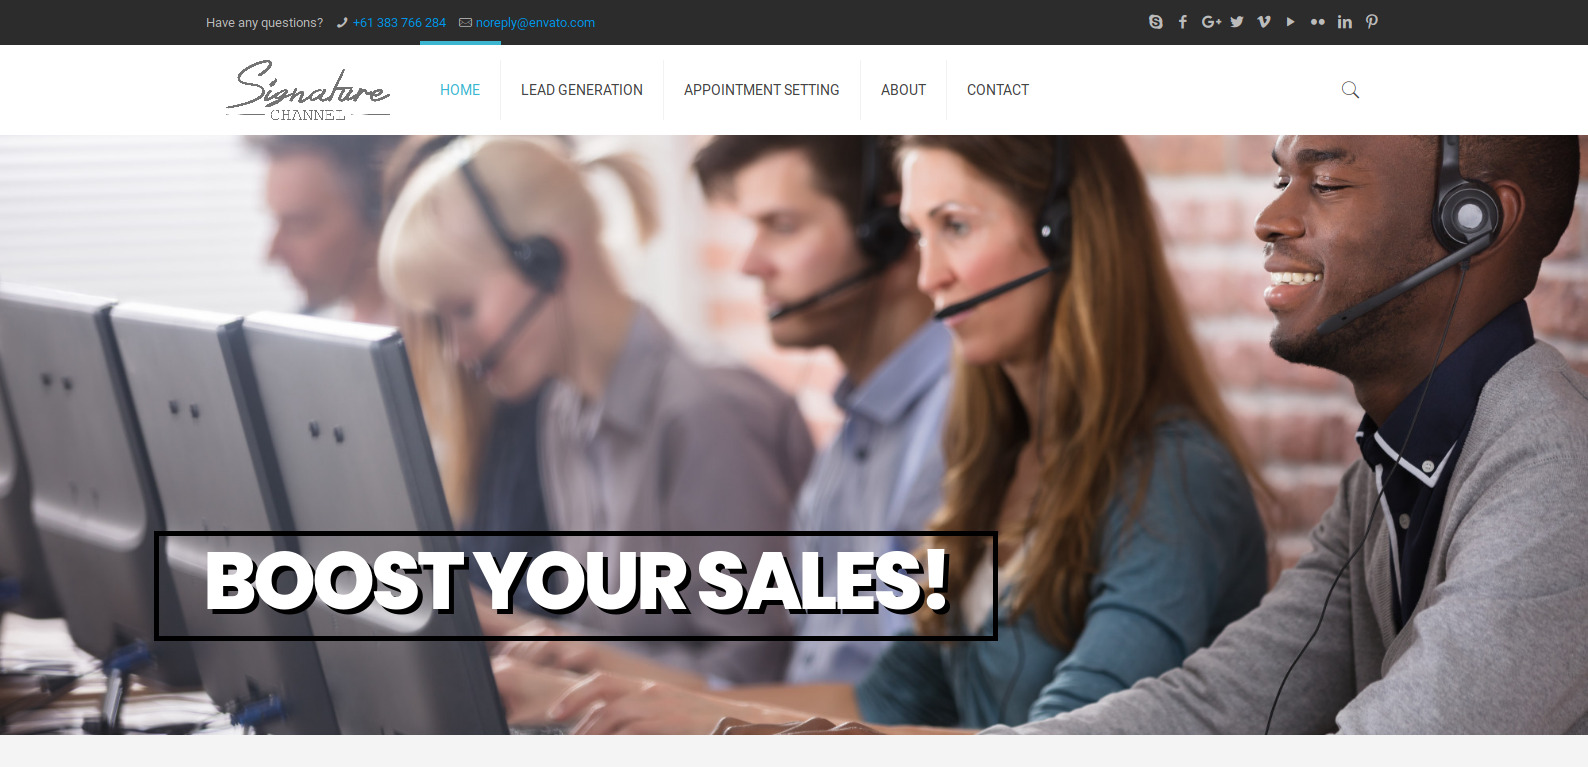 Have any questions? +61 383 766 284 noreply@envato.com
Signature
CHANNEL
HOME LEAD GENERATION APPOINTMENT SETTING ABOUT CONTACT
BOOST YOUR SALES!